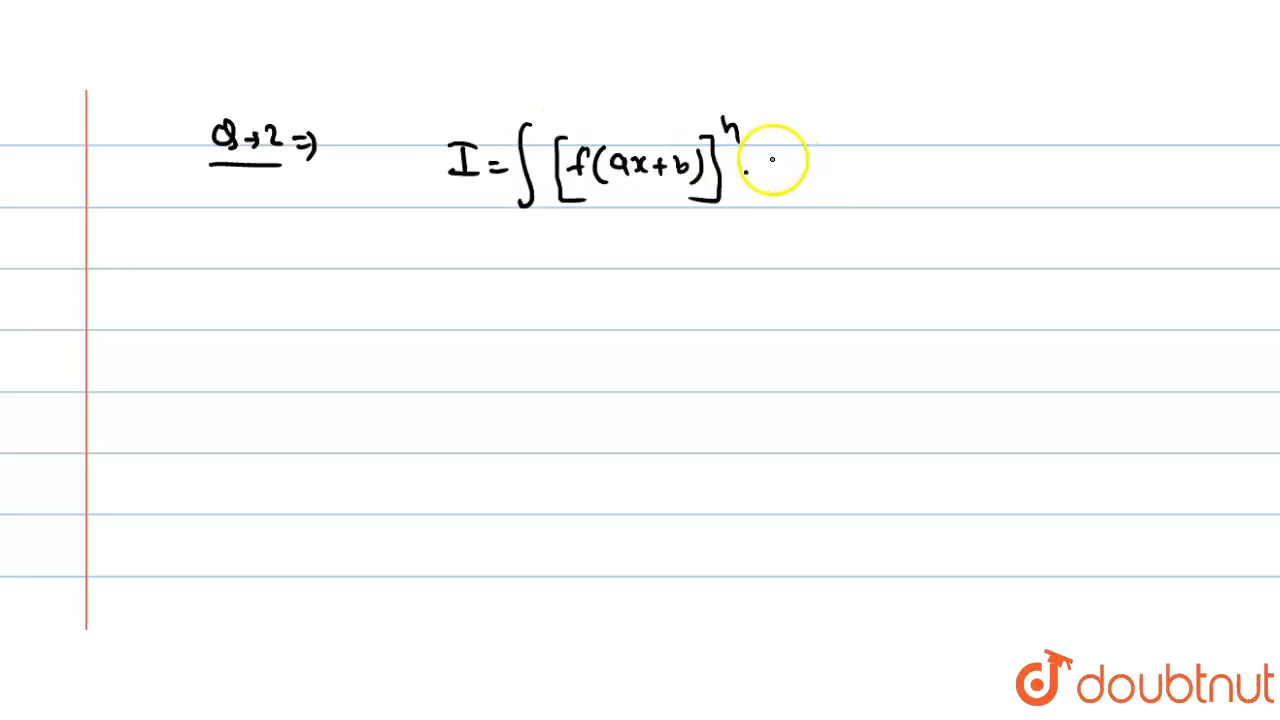 Q→2⇒ I = ∫ [f(ax+b)]ⁿ.
doubtnut